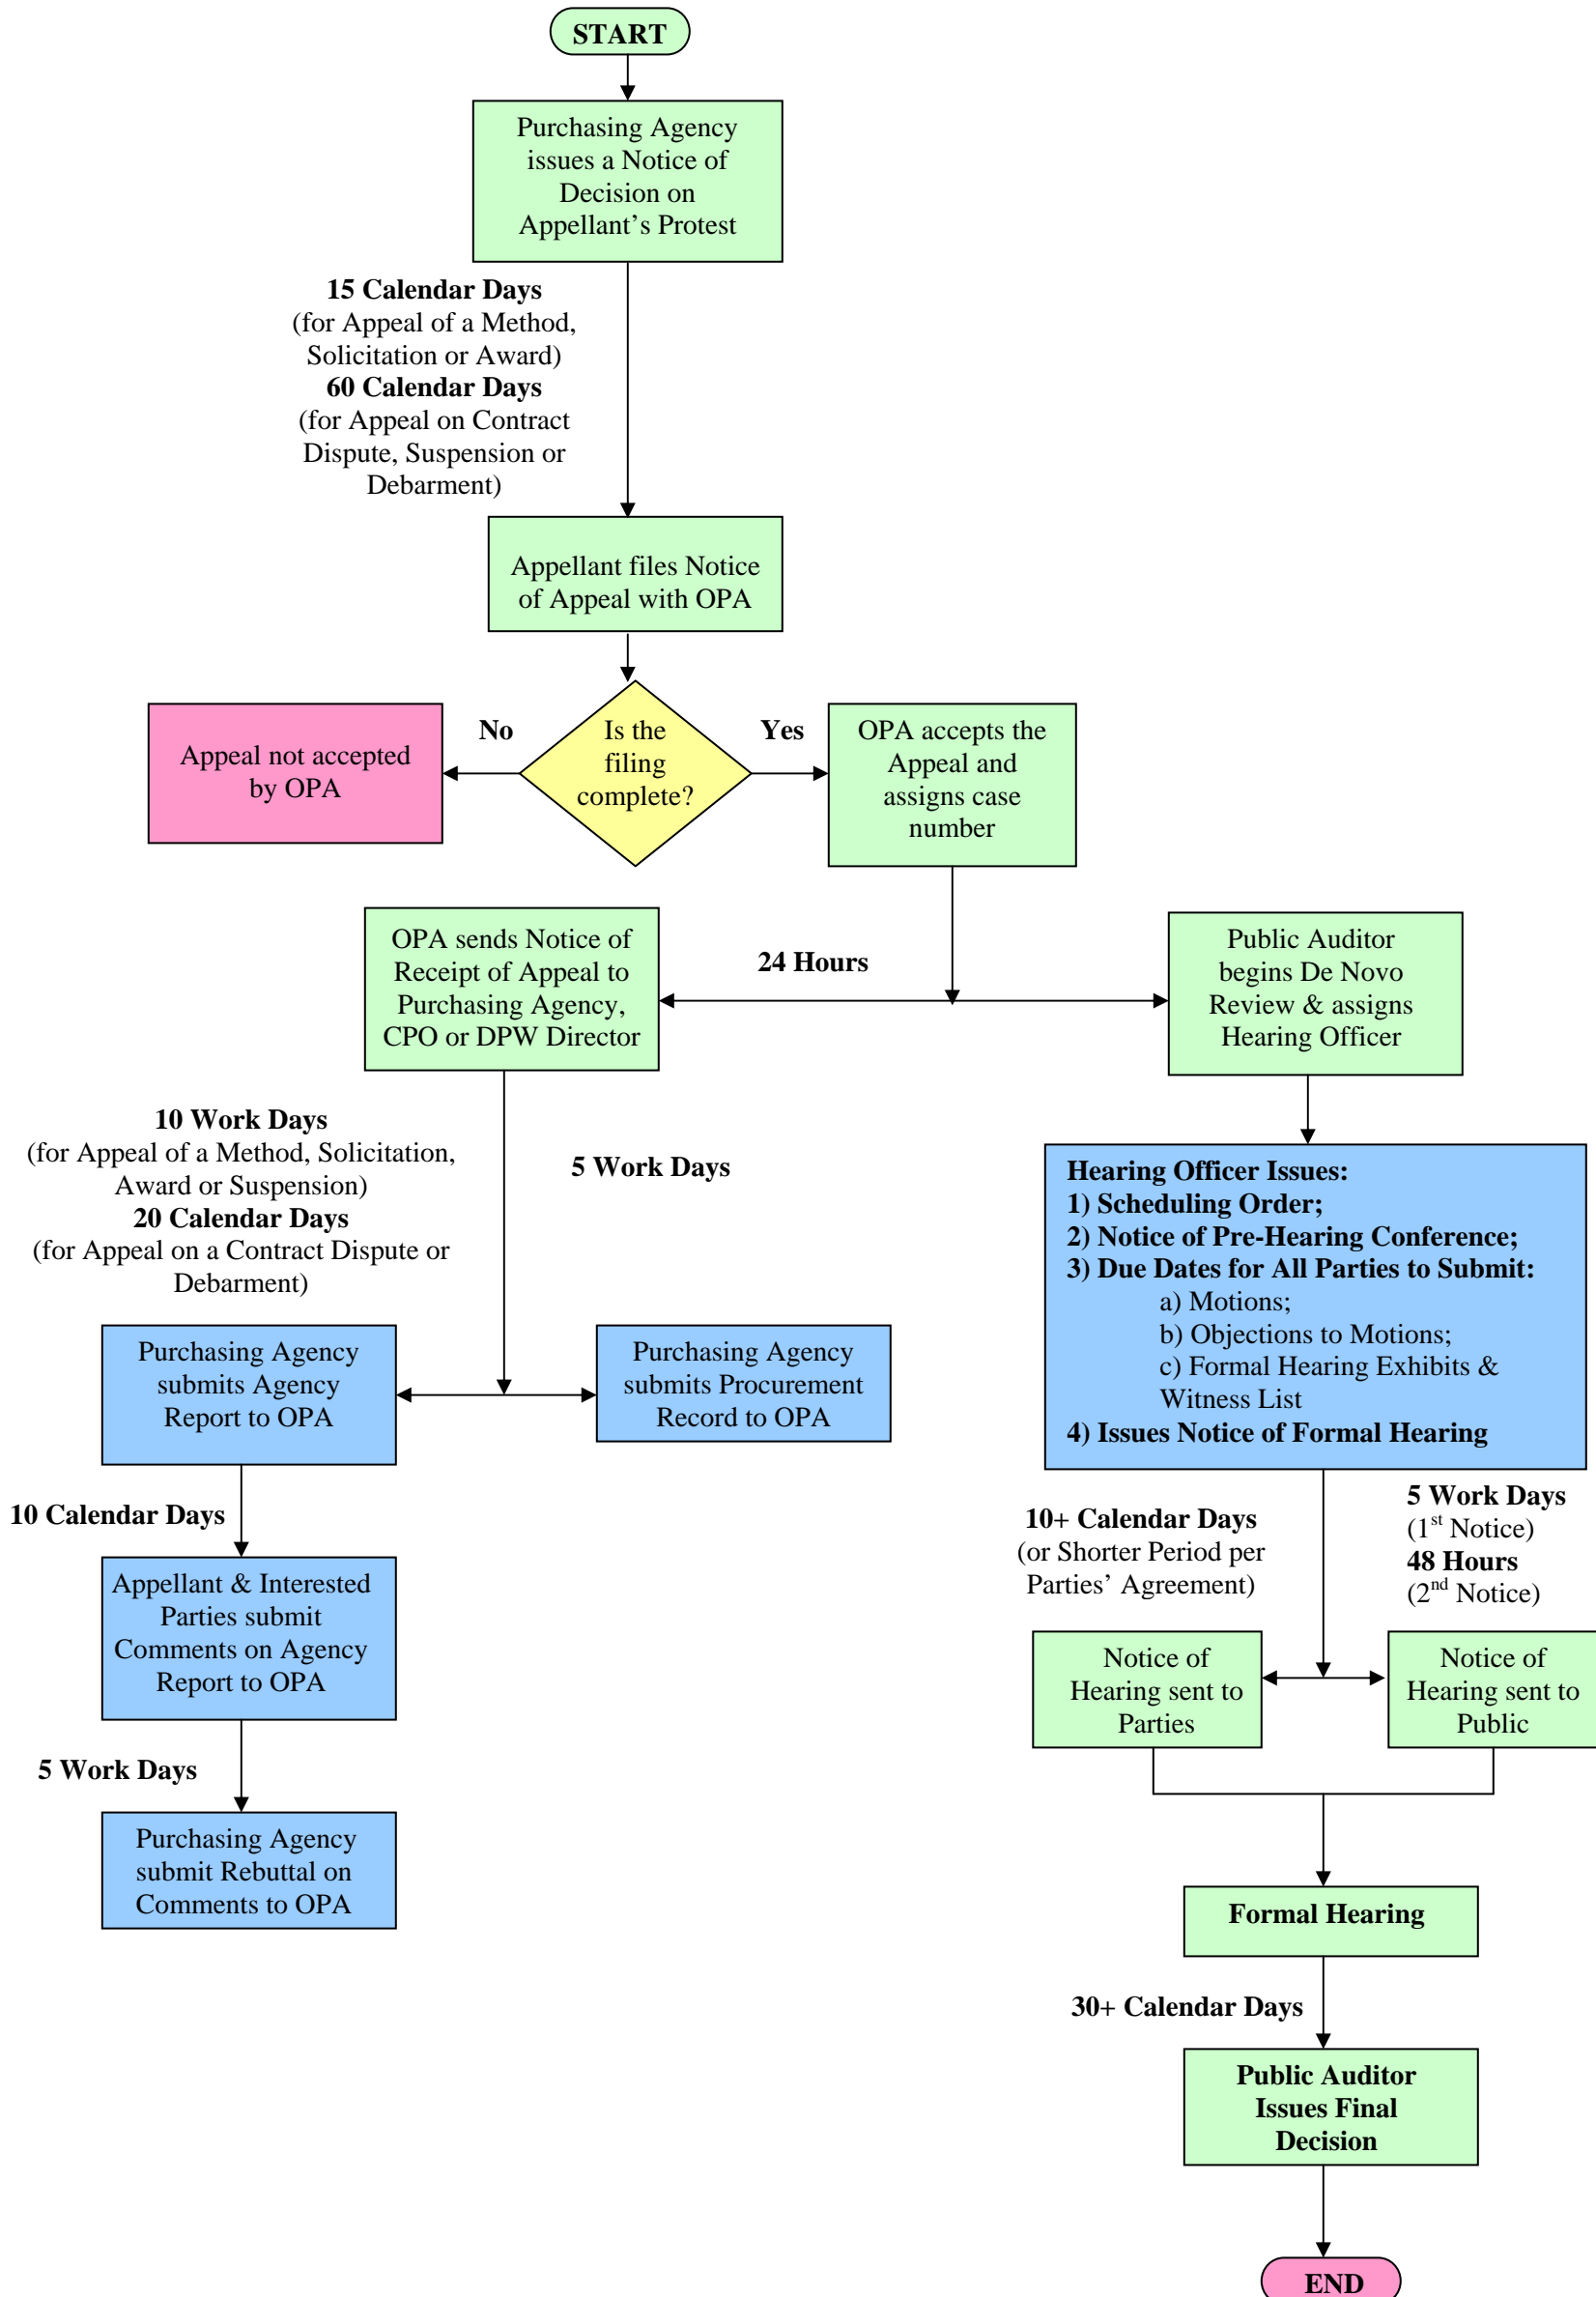 START
Purchasing Agency
issues a Notice of
Decision on
Appellant’s Protest
15 Calendar Days
(for Appeal of a Method,
Solicitation or Award)
60 Calendar Days
(for Appeal on Contract
Dispute, Suspension or
Debarment)
Appellant files Notice
of Appeal with OPA
Is the
filing
complete?
No
Appeal not accepted
by OPA
Yes
OPA accepts the
Appeal and
assigns case
number
24 Hours
OPA sends Notice of
Receipt of Appeal to
Purchasing Agency,
CPO or DPW Director
Public Auditor
begins De Novo
Review & assigns
Hearing Officer
10 Work Days
(for Appeal of a Method, Solicitation,
Award or Suspension)
20 Calendar Days
(for Appeal on a Contract Dispute or
Debarment)
5 Work Days
Purchasing Agency
submits Agency
Report to OPA
Purchasing Agency
submits Procurement
Record to OPA
10 Calendar Days
Appellant & Interested
Parties submit
Comments on Agency
Report to OPA
5 Work Days
Purchasing Agency
submit Rebuttal on
Comments to OPA
Hearing Officer Issues:
1) Scheduling Order;
2) Notice of Pre-Hearing Conference;
3) Due Dates for All Parties to Submit:
a) Motions;
b) Objections to Motions;
c) Formal Hearing Exhibits &
Witness List
4) Issues Notice of Formal Hearing
10+ Calendar Days
(or Shorter Period per
Parties’ Agreement)
5 Work Days
(1st Notice)
48 Hours
(2nd Notice)
Notice of
Hearing sent to
Parties
Notice of
Hearing sent to
Public
Formal Hearing
30+ Calendar Days
Public Auditor
Issues Final
Decision
END